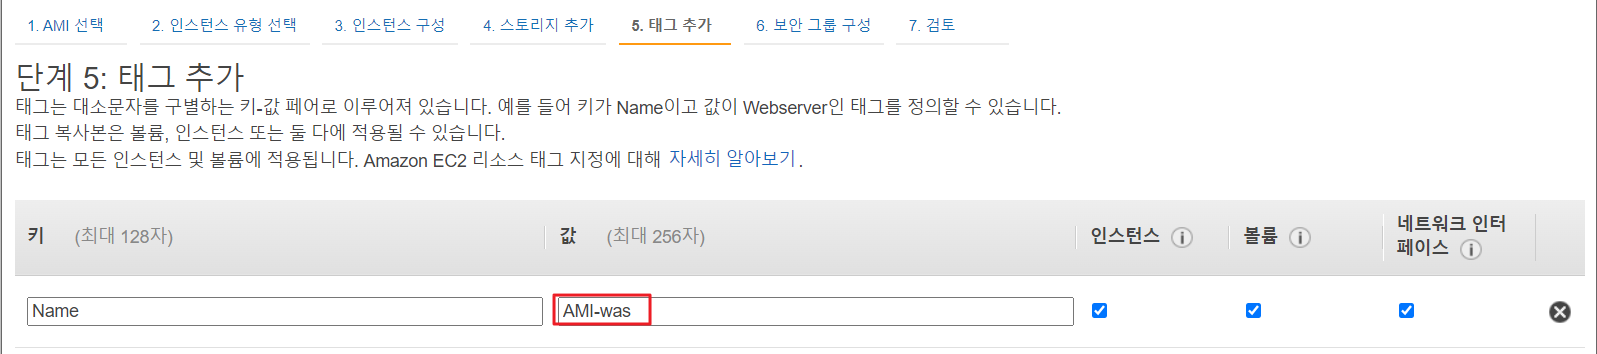 1. AMI 선택 2. 인스턴스 유형 선택 3. 인스턴스 구성 4. 스토리지 추가 5. 태그 추가 6. 보안 그룹 구성 7. 검토
단계 5: 태그 추가
태그는 대소문자를 구별하는 키-값 페어로 이루어져 있습니다. 예를 들어 키가 Name이고 값이 Webserver인 태그를 정의할 수 있습니다.
태그 복사본은 볼륨, 인스턴스 또는 둘 다에 적용될 수 있습니다.
태그는 모든 인스턴스 및 볼륨에 적용됩니다. Amazon EC2 리소스 태그 지정에 대해 자세히 알아보기.
키 (최대 128자) 값 (최대 256자) 인스턴스 볼륨 네트워크 인터
페이스
Name AMI-was